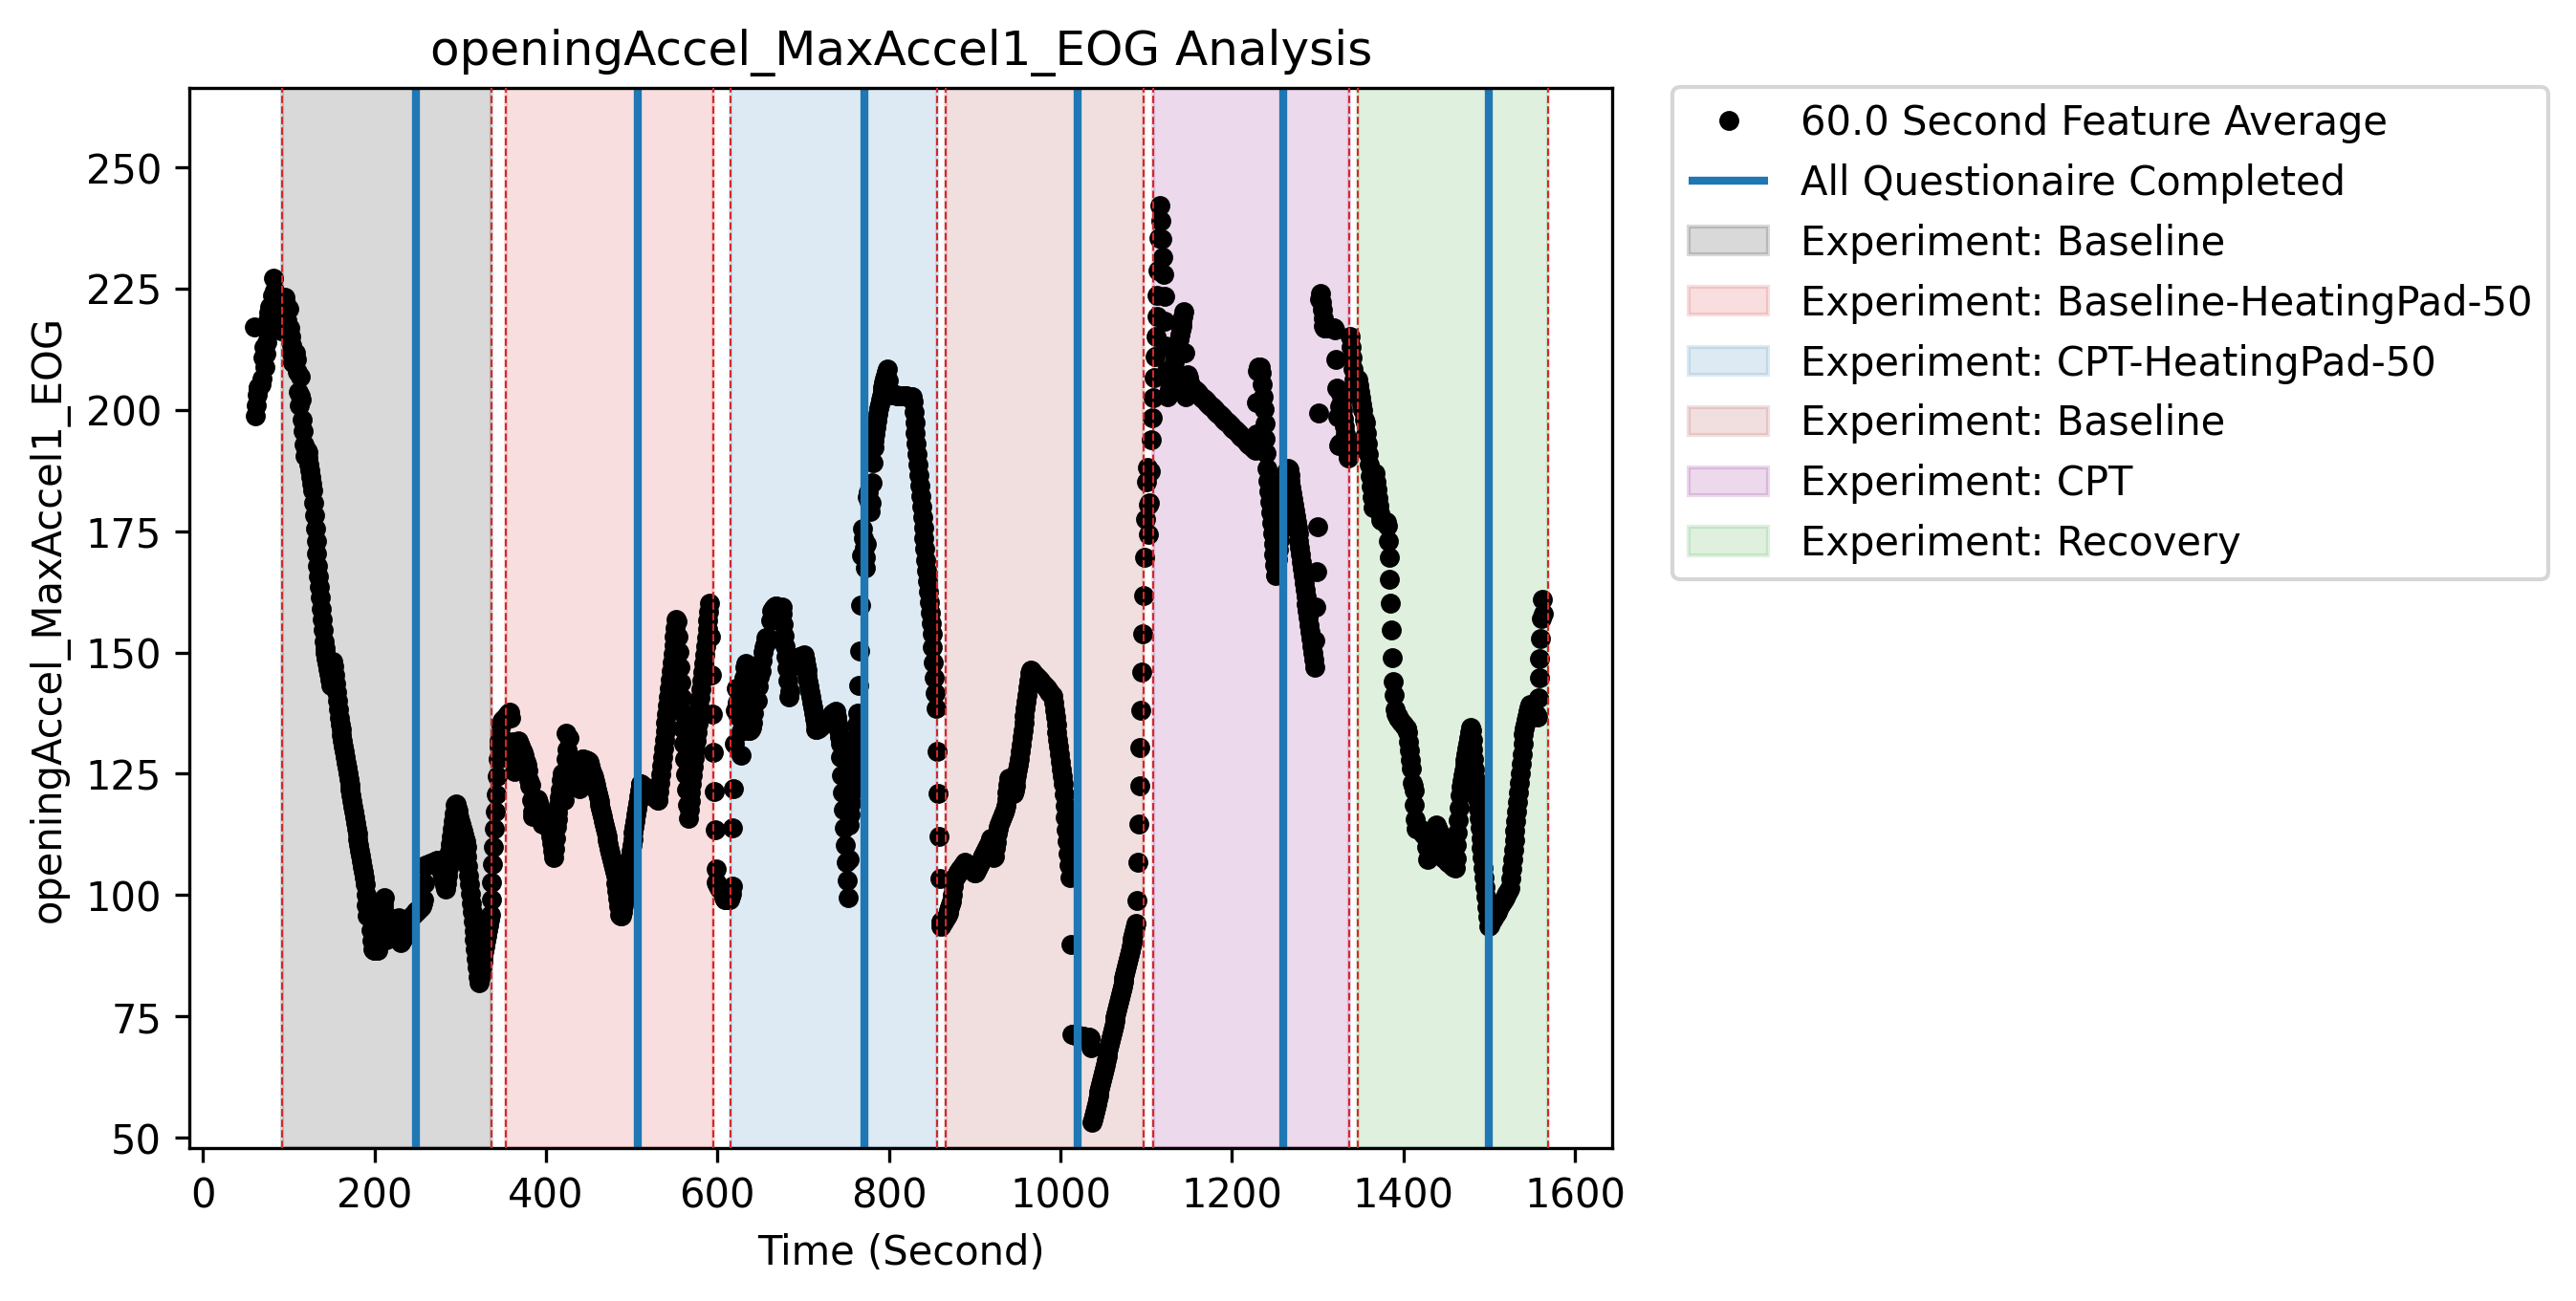 openingAccel_MaxAccel1_EOG Analysis
openingAccel_MaxAccel1_EOG
250
225
200
175
150
125
100
75
50
0 200 400 600 800 1000 1200 1400 1600
Time (Second)
60.0 Second Feature Average
All Questionaire Completed
Experiment: Baseline
Experiment: Baseline-HeatingPad-50
Experiment: CPT-HeatingPad-50
Experiment: Baseline
Experiment: CPT
Experiment: Recovery